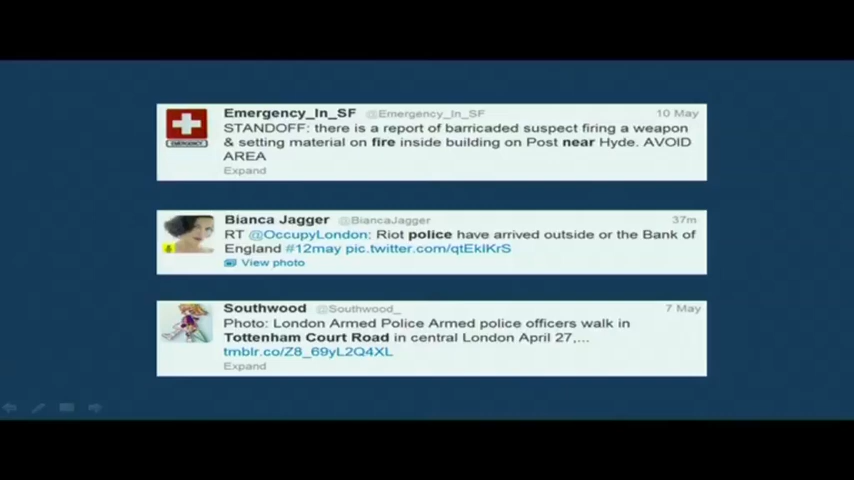 Emergency_In_SF @Emergency_In_SF 10 May
STANDOFF: there is a report of barricaded suspect firing a weapon
& setting material on fire inside building on Post near Hyde. AVOID
AREA
Expand
EMERGENCY
Bianca Jagger @BiancaJagger 37m
RT @OccupyLondon: Riot police have arrived outside or the Bank of
England #12may pic.twitter.com/qtEklKrS
View photo
Southwood @Southwood_ 7 May
Photo: London Armed Police Armed police officers walk in
Tottenham Court Road in central London April 27,...
tmblr.co/Z8_69yL2Q4XL
Expand